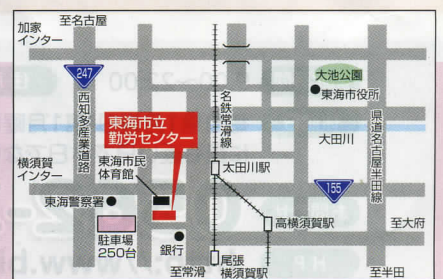 至名古屋
加家
インター
247
西知多産業道路
名鉄常滑線
大池公園
東海市役所
県道名古屋半田線
東海市立
勤労センター
大田川
横須賀
インター
東海市民
体育館
太田川駅
155
東海警察署
高横須賀駅
至大府
駐車場
250台
銀行
尾張
横須賀駅
至常滑
至半田